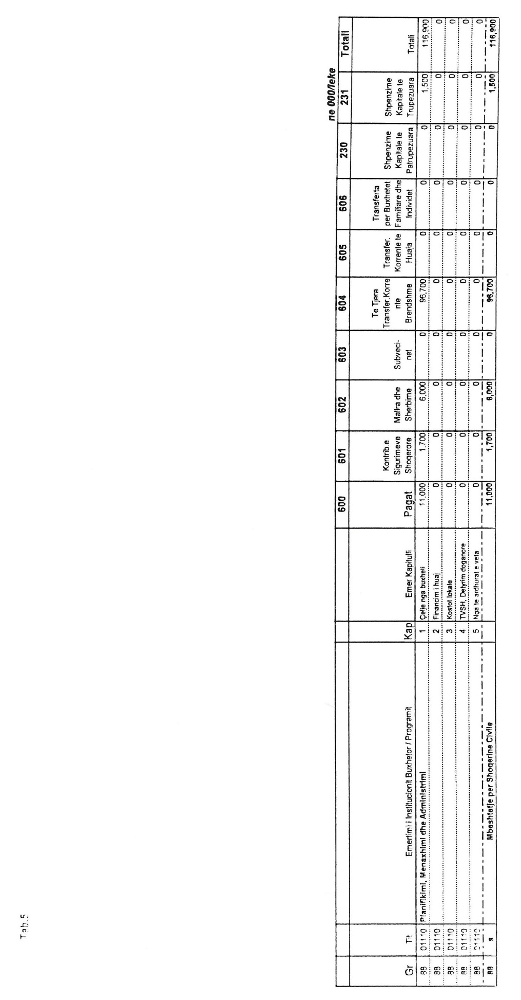 Tab.5
ne 000/leke
600 601 602 603 604 605 606 230 231 Totali
Gr Tit Emertimi i Institucionit Buxhetor / Programit Kap Emer Kapitulli Pagat Kontrib.e Sigurimeve Shoqerore Mallra dhe Sherbime Subveci-net Te Tjera Transfer.Korrente Brendshme Transfer. Korrente te Huaja Transferta per Buxhetet Familiare dhe Individet Shpenzime Kapitale te Patrupezuara Shpenzime Kapitale te Trupezuara Totali
88 01110 Planifikimi, Menaxhimi dhe Administrimi 1 Çelje nga buxheti 11,000 1,700 6,000 0 96,700 0 0 0 1,500 116,900
88 01110 2 Financim i huaj 0 0 0 0 0 0 0 0 0 0
88 01110 3 Kostot lokale 0 0 0 0 0 0 0 0 0 0
88 01110 4 TVSH, Detyrim doganore 0 0 0 0 0 0 0 0 0 0
88 01110 5 Nga te ardhurat e veta 0 0 0 0 0 0 0 0 0 0
88 s Mbeshtetje per Shoqerine Civile 11,000 1,700 6,000 0 96,700 0 0 0 1,500 116,900